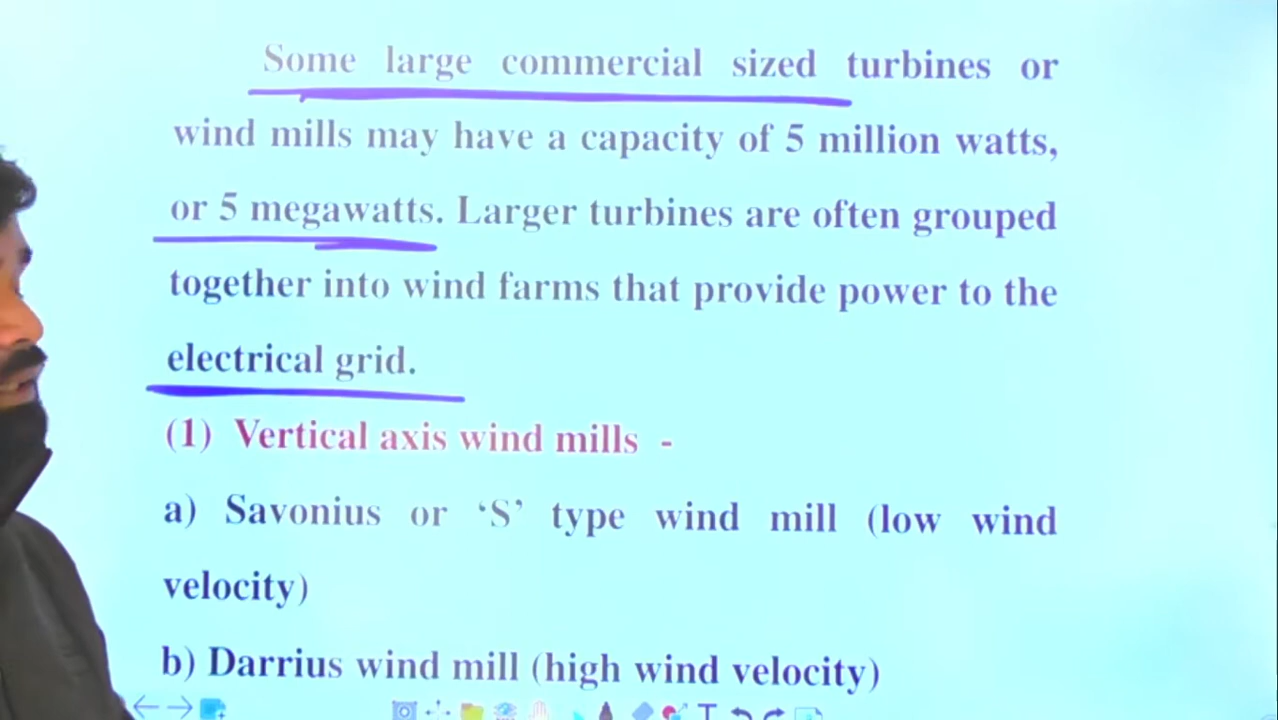 Some large commercial sized turbines or
wind mills may have a capacity of 5 million watts,
or 5 megawatts. Larger turbines are often grouped
together into wind farms that provide power to the
electrical grid.
(1) Vertical axis wind mills -
a) Savonius or ‘S’ type wind mill (low wind
velocity)
b) Darrius wind mill (high wind velocity)